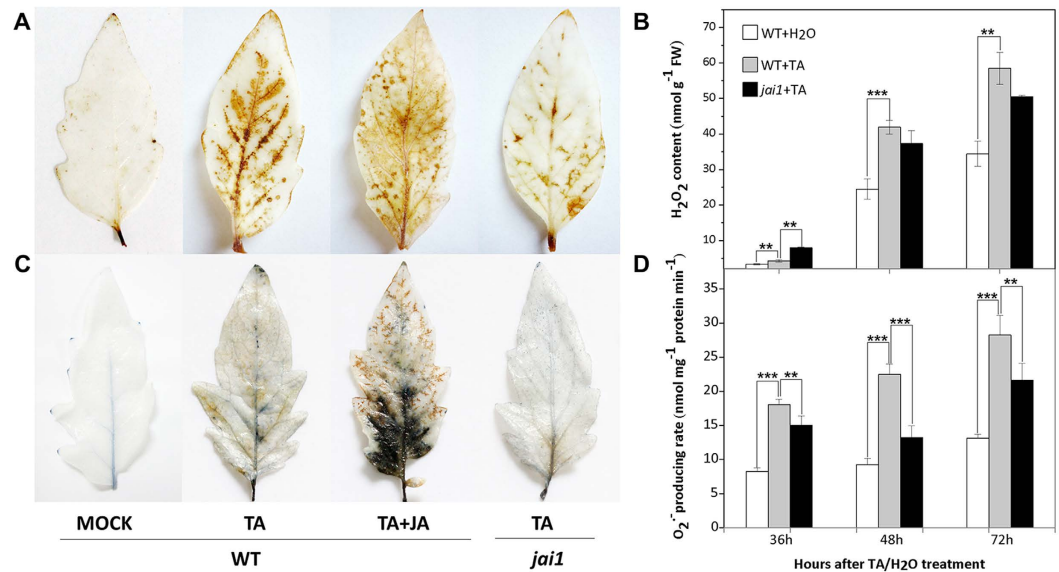 A
C
MOCK TA TA+JA TA
WT jai1
B
H2O2 content (nmol g-1 FW)
70
60
50
40
30
20
10
WT+H2O
WT+TA
jai1+TA
** ** *** **
D
O2·- producing rate (nmol mg-1 protein min-1)
35
30
25
20
15
10
5
0
*** ** *** *** *** **
36h 48h 72h
Hours after TA/H2O treatment